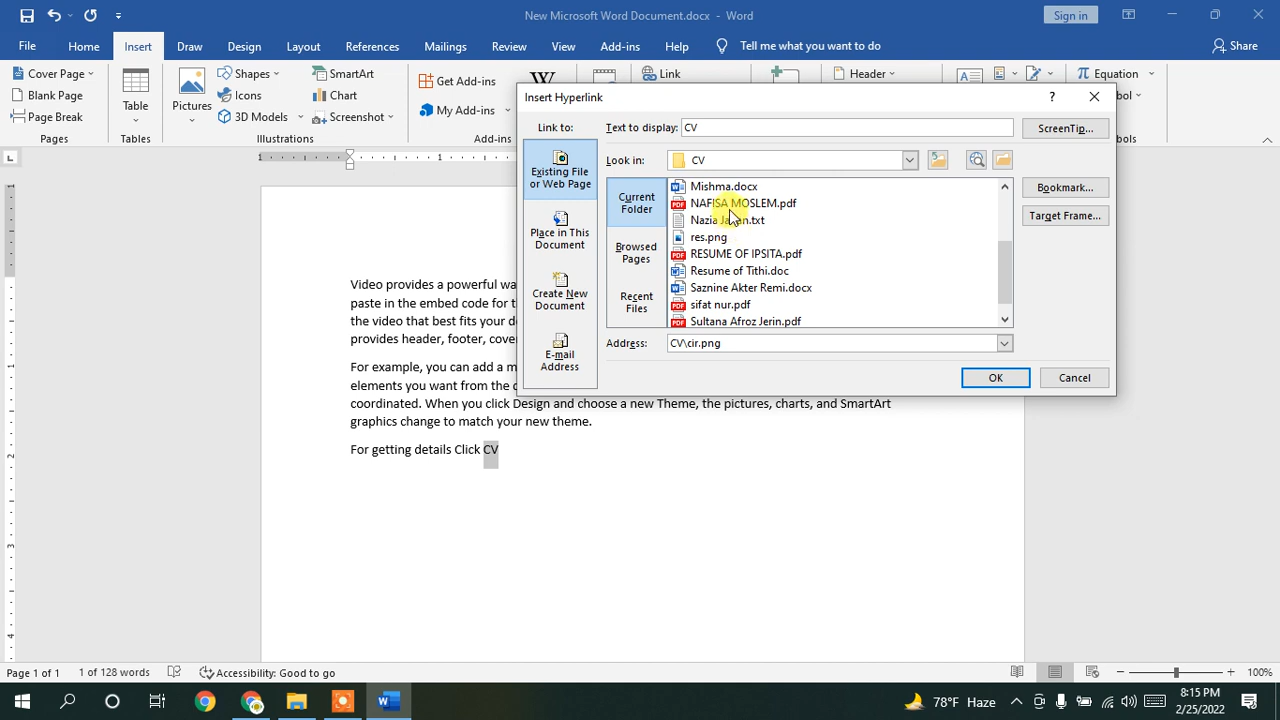 New Microsoft Word Document.docx - Word
Sign in
File Home Insert Draw Design Layout References Mailings Review View Add-ins Help Tell me what you want to do Share
Cover Page
Blank Page
Page Break
Pages
Table
Tables
Pictures
Shapes
Icons
3D Models
SmartArt
Chart
Screenshot
Illustrations
Get Add-ins
My Add-ins
Add-ins
W
Link
Header
Equation
Insert Hyperlink
?
Link to:
Text to display: CV
ScreenTip...
Existing File
or Web Page
Look in: CV
Place in This
Document
Create New
Document
E-mail
Address
Current
Folder
Browsed
Pages
Recent
Files
Mishma.docx
NAFISA MOSLEM.pdf
Nazia .txt
res.png
RESUME OF IPSITA.pdf
Resume of Tithi.doc
Saznine Akter Remi.docx
sifat nur.pdf
Sultana Afroz Jerin.pdf
Bookmark...
Target Frame...
Address: CV\cir.png
OK Cancel
Video provides a powerful wa
paste in the embed code for t
the video that best fits your d
provides header, footer, cove
For example, you can add a m
elements you want from the
coordinated. When you click Design and choose a new Theme, the pictures, charts, and SmartArt
graphics change to match your new theme.
For getting details Click CV
Page 1 of 1 1 of 128 words Accessibility: Good to go 100%
78°F Haze
8:15 PM
2/25/2022